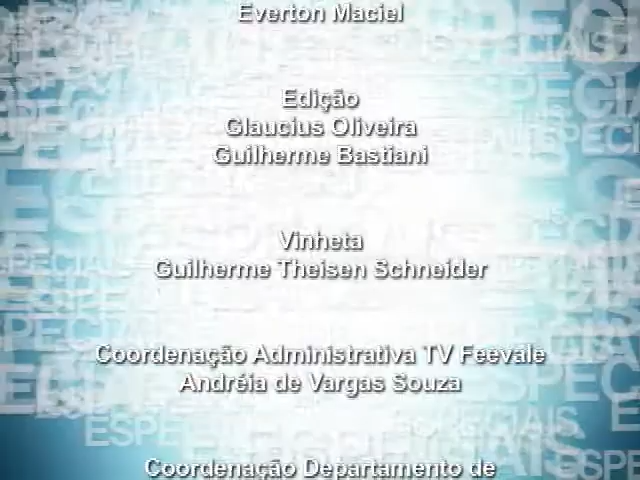 Everton Maciel
Edição
Glaucius Oliveira
Guilherme Bastiani
Vinheta
Guilherme Theisen Schneider
Coordenação Administrativa TV Feevale
Andréia de Vargas Souza
Coordenação Departamento de